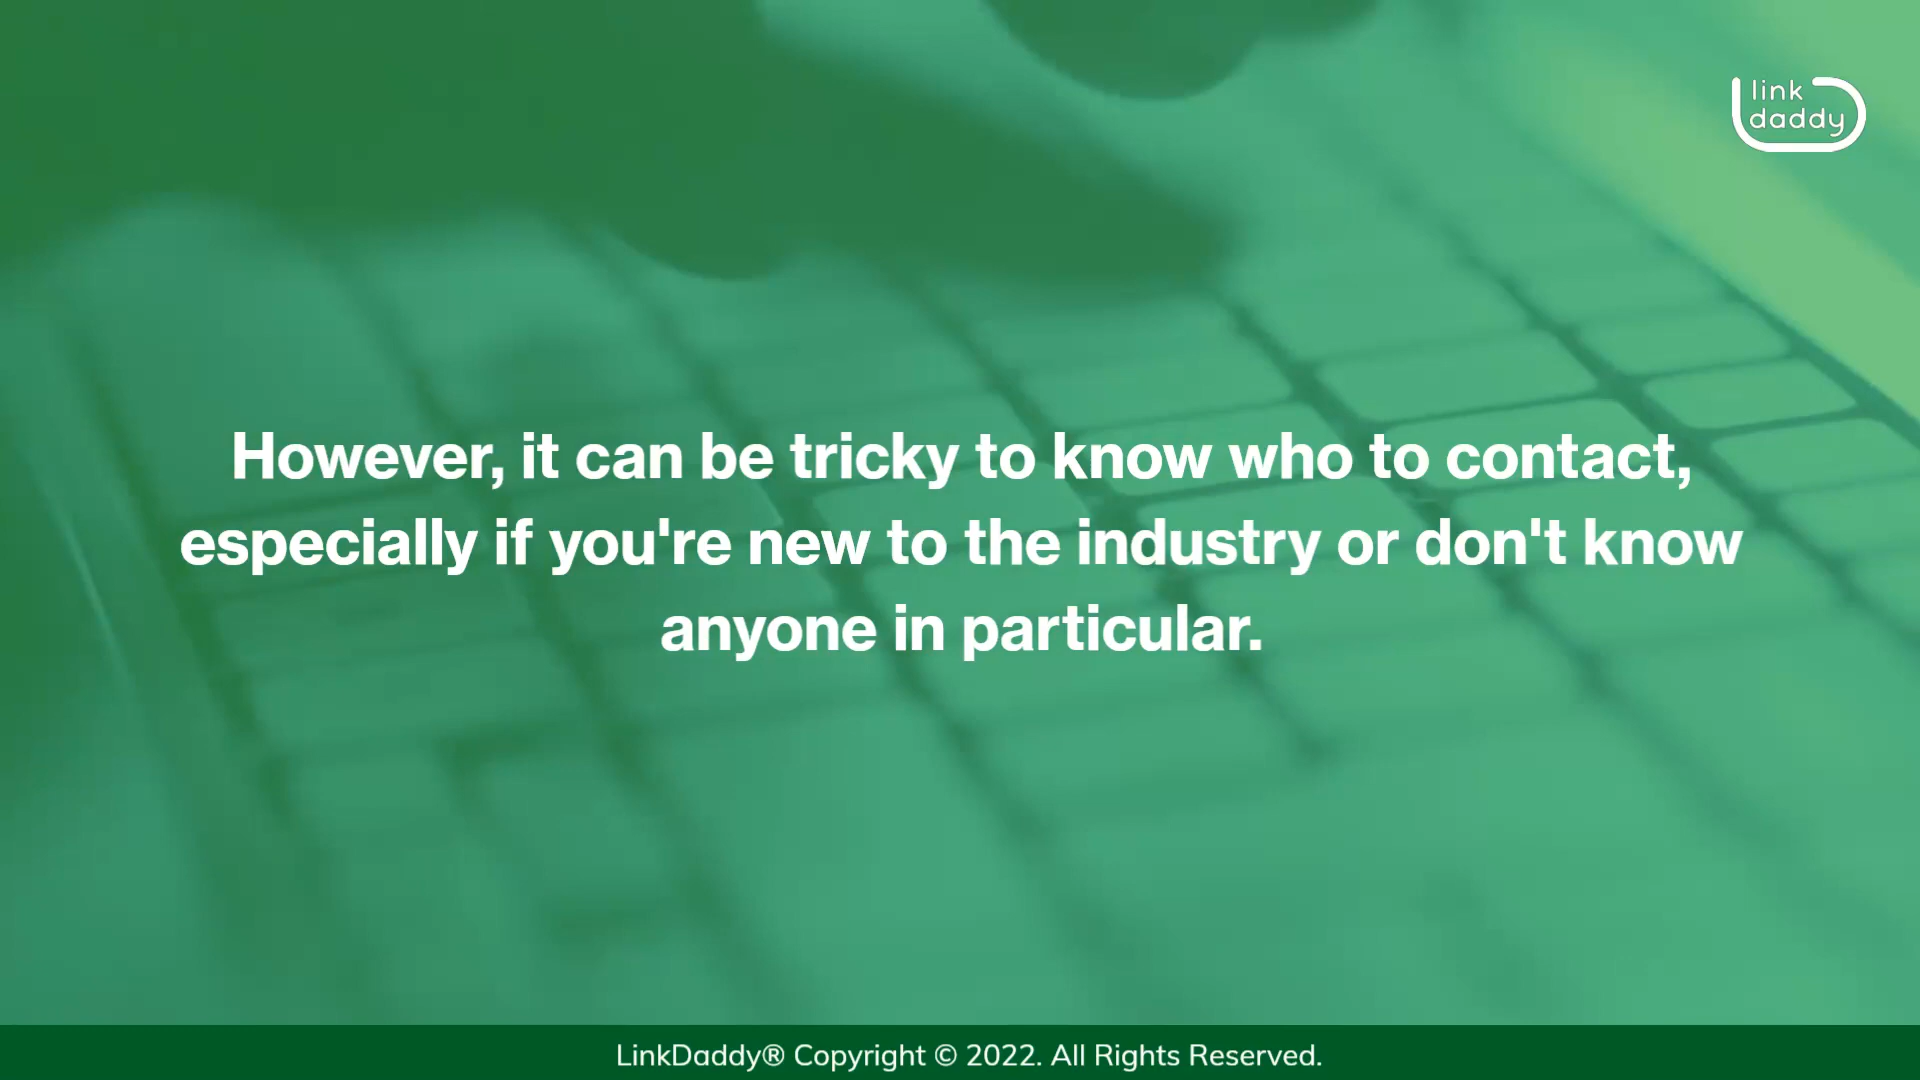 link
daddy
However, it can be tricky to know who to contact,
especially if you're new to the industry or don't know
anyone in particular.
LinkDaddy® Copyright © 2022. All Rights Reserved.